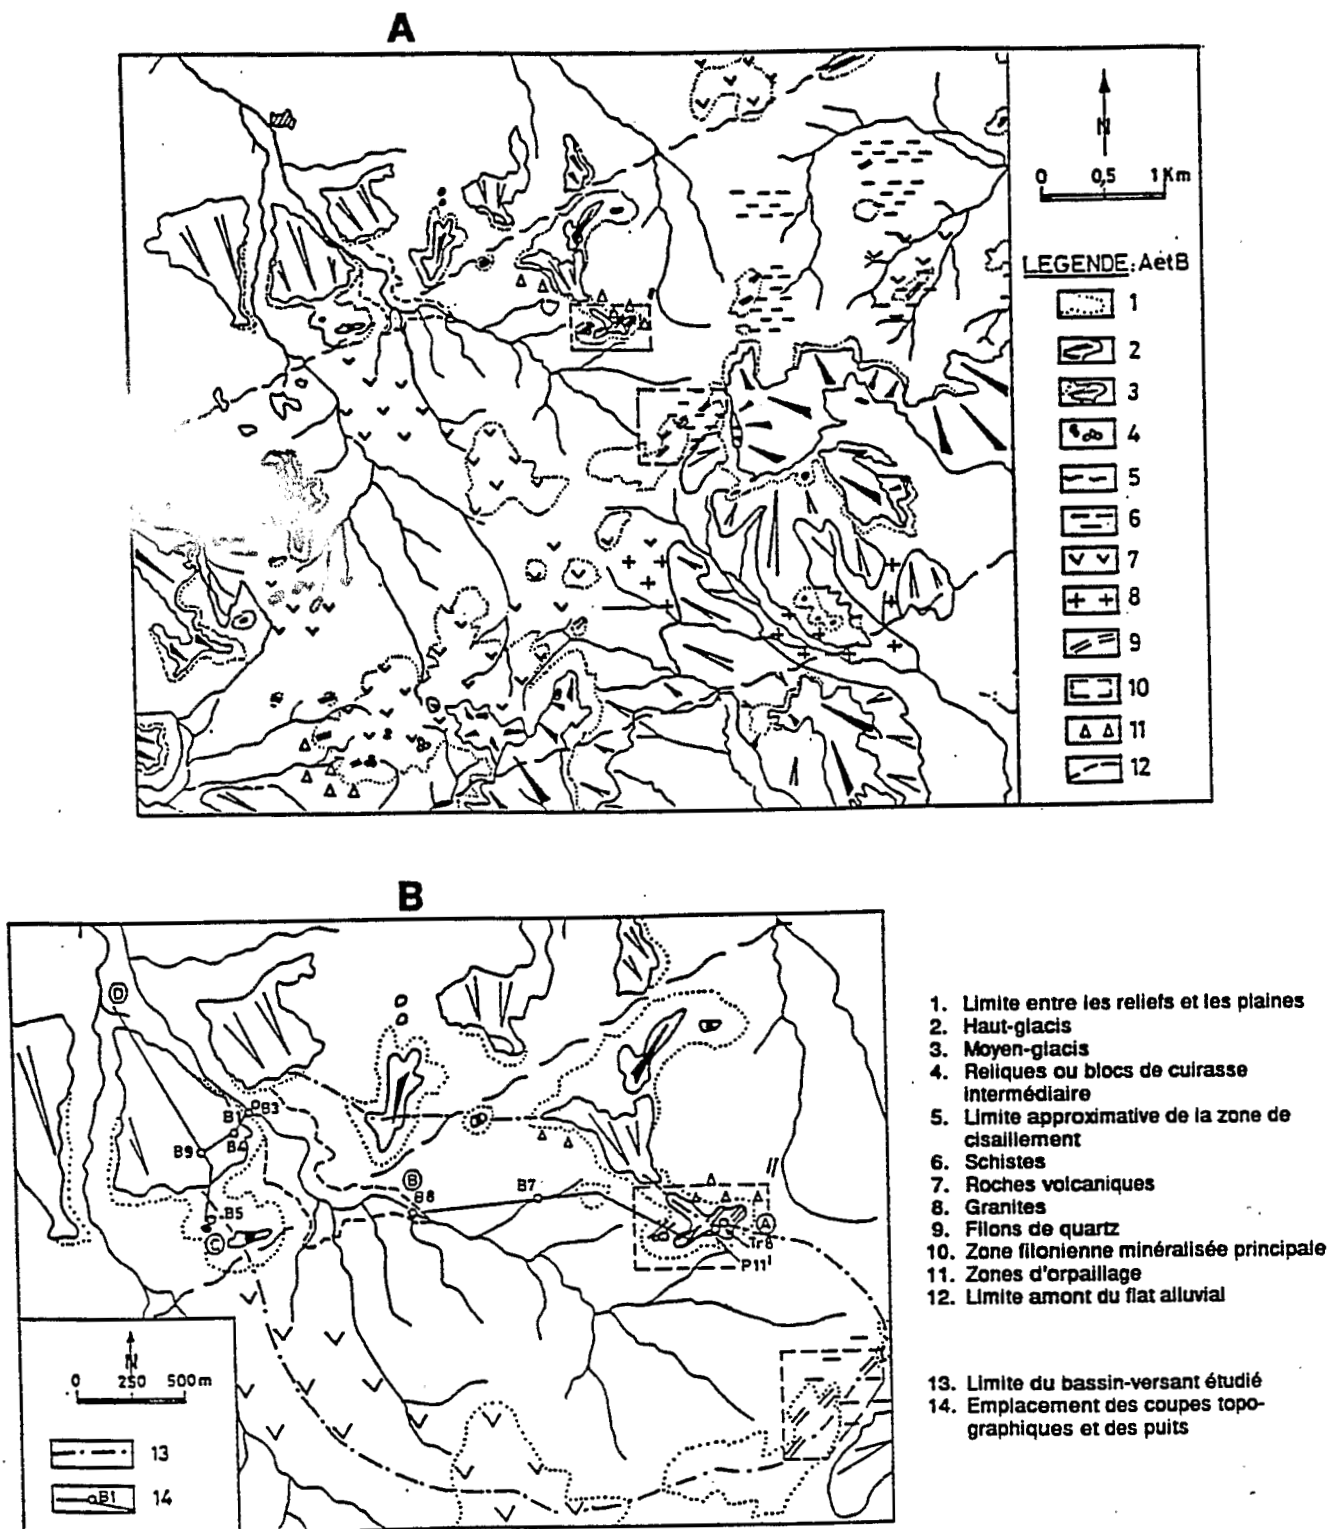 A
N
0 0,5 1Km
LEGENDE: A et B
1
2
3
4
5
6
7
8
9
10
11
12
B
D
B1
B3
B9
B4
B5
C
B
B8
B7
A
Tr8
P11
N
0 250 500m
13
B1 14
1. Limite entre les reliefs et les plaines
2. Haut-glacis
3. Moyen-glacis
4. Reliques ou blocs de cuirasse
intermédiaire
5. Limite approximative de la zone de
cisaillement
6. Schistes
7. Roches volcaniques
8. Granites
9. Filons de quartz
10. Zone filonienne minéralisée principale
11. Zones d'orpaillage
12. Limite amont du flat alluvial
13. Limite du bassin-versant étudié
14. Emplacement des coupes topo-
graphiques et des puits